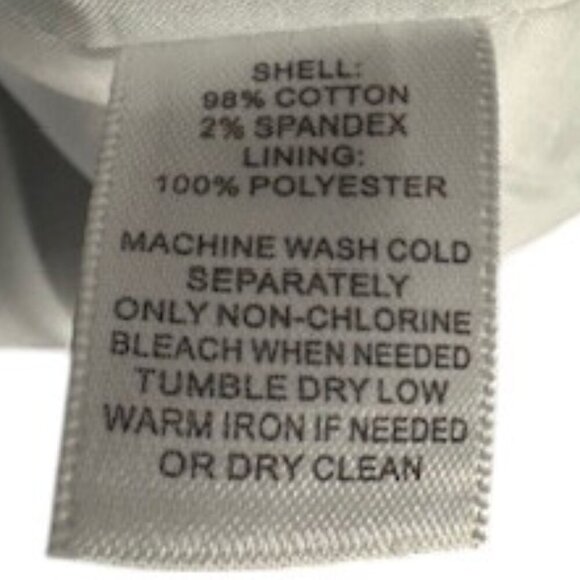 SHELL:
98% COTTON
2% SPANDEX
LINING:
100% POLYESTER
MACHINE WASH COLD
SEPARATELY
ONLY NON-CHLORINE
BLEACH WHEN NEEDED
TUMBLE DRY LOW
WARM IRON IF NEEDED
OR DRY CLEAN